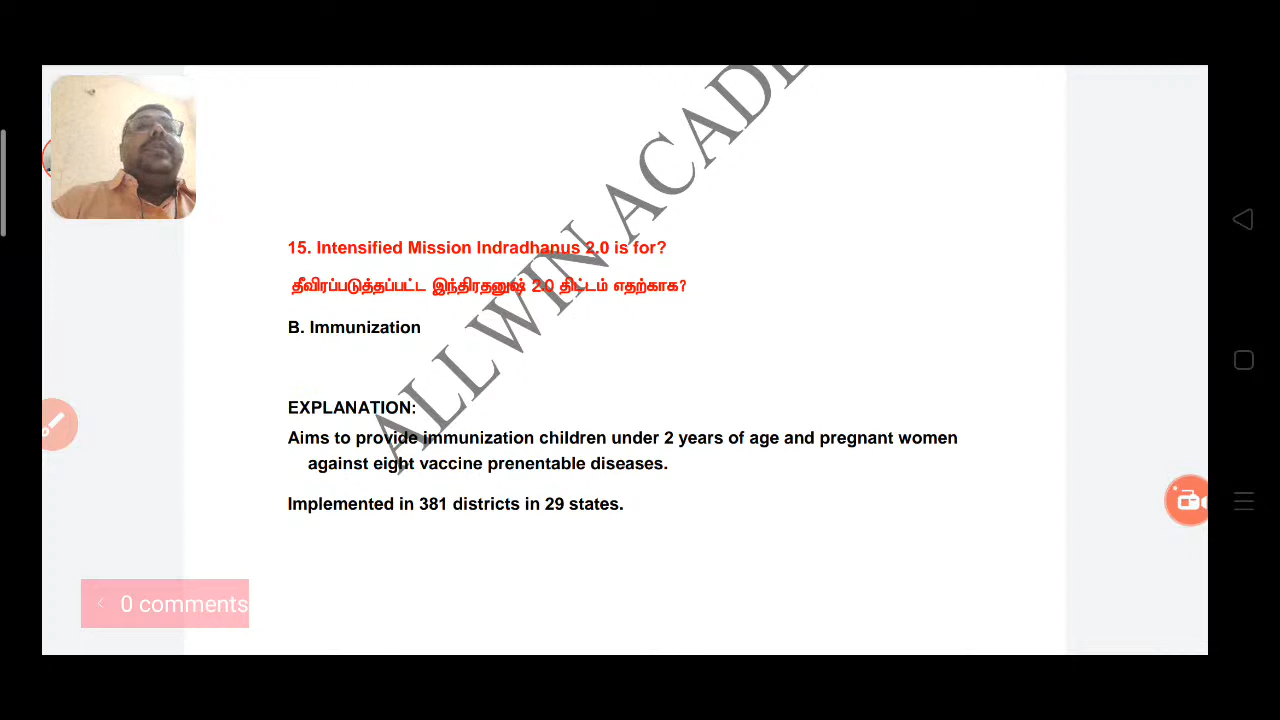 ALLWIN ACADE
15. Intensified Mission Indradhanus 2.0 is for?
தீவிரப்படுத்தப்பட்ட இந்திரதனுஷ் 2.0 திட்டம் எதற்காக?
B. Immunization
EXPLANATION:
Aims to provide immunization children under 2 years of age and pregnant women
against eight vaccine prenentable diseases.
Implemented in 381 districts in 29 states.
0 comments